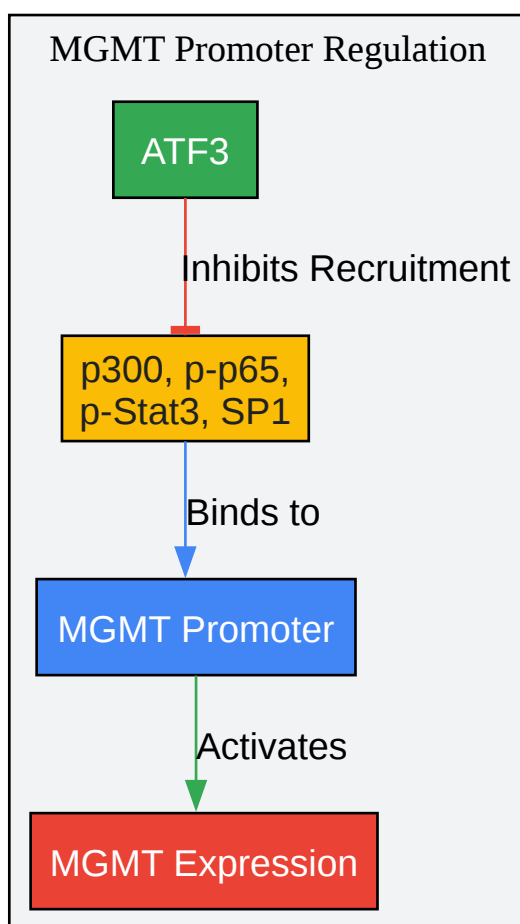 MGMT Promoter Regulation
ATF3
Inhibits Recruitment
p300, p-p65,
p-Stat3, SP1
Binds to
MGMT Promoter
Activates
MGMT Expression